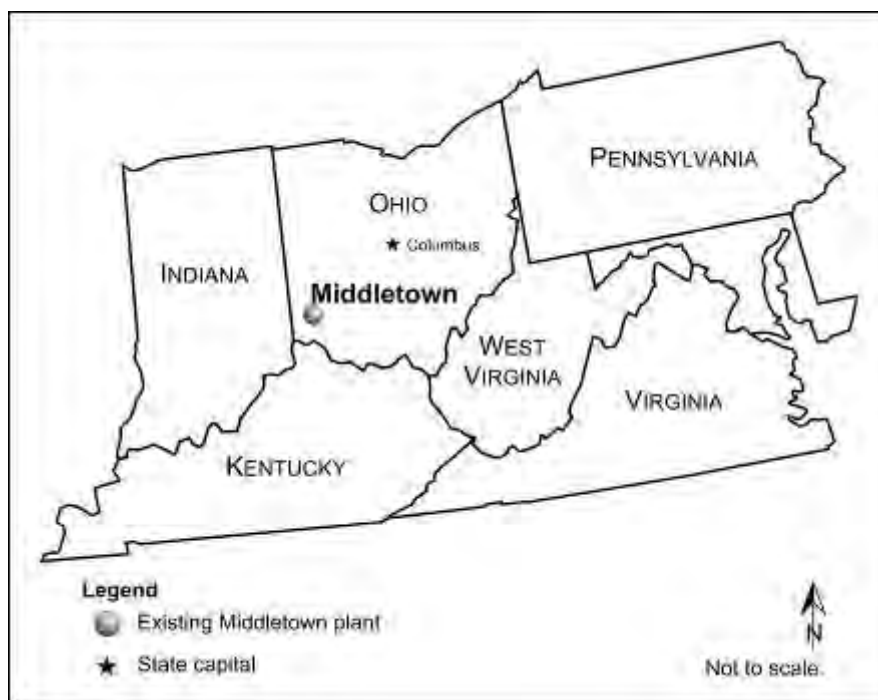 PENNSYLVANIA
OHIO
Columbus
INDIANA
Middletown
WEST
VIRGINIA
VIRGINIA
KENTUCKY
Legend
Existing Middletown plant
State capital
N
Not to scale.